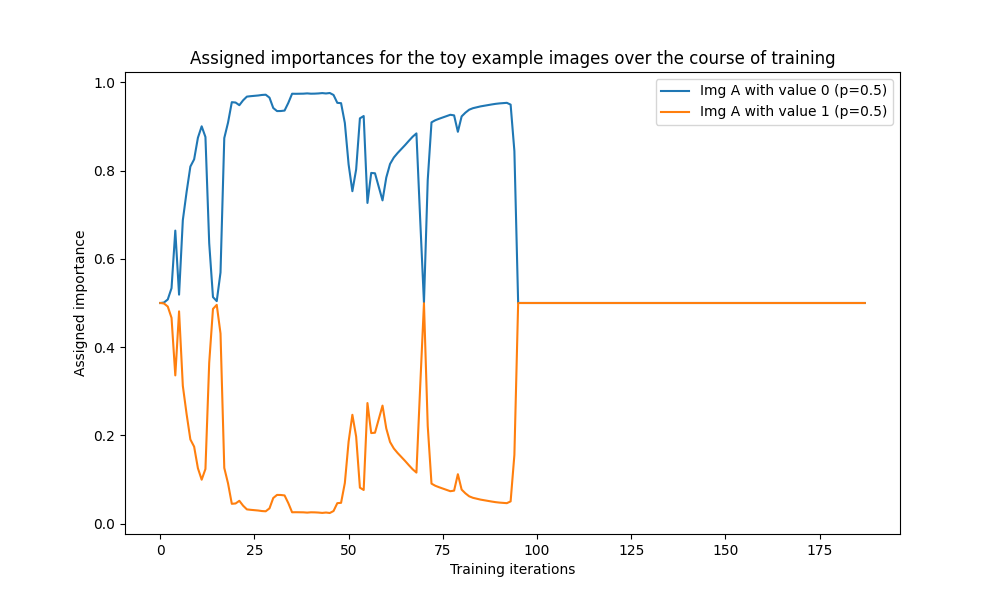 Assigned importances for the toy example images over the course of training
Img A with value 0 (p=0.5)
Img A with value 1 (p=0.5)
Assigned importance
1.0
0.8
0.6
0.4
0.2
0.0
0 25 50 75 100 125 150 175
Training iterations